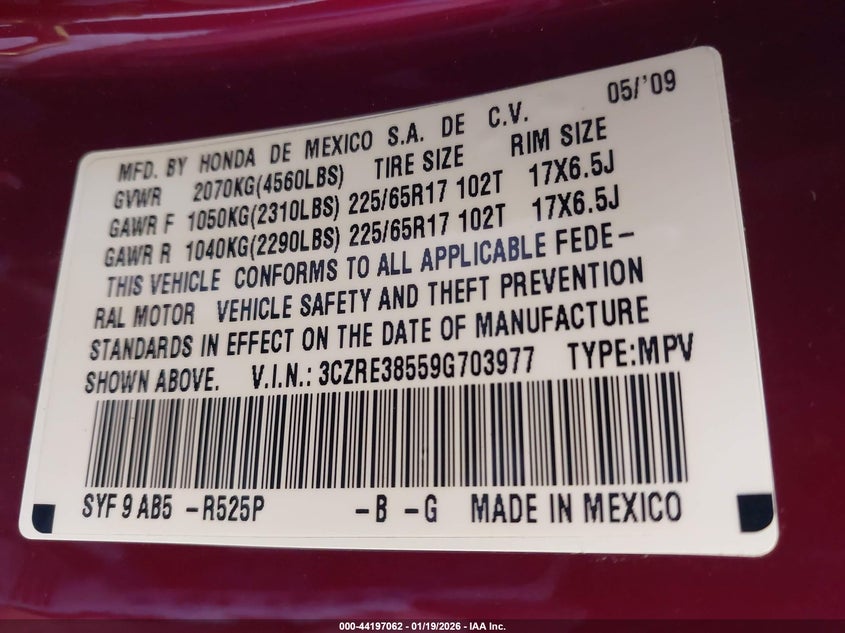 05/'09
MFD. BY HONDA DE MEXICO S.A. DE C.V.
GVWR 2070KG(4560LBS) TIRE SIZE RIM SIZE
GAWR F 1050KG(2310LBS) 225/65R17 102T 17X6.5J
GAWR R 1040KG(2290LBS) 225/65R17 102T 17X6.5J
THIS VEHICLE CONFORMS TO ALL APPLICABLE FEDE-
RAL MOTOR VEHICLE SAFETY AND THEFT PREVENTION
STANDARDS IN EFFECT ON THE DATE OF MANUFACTURE
SHOWN ABOVE. V.I.N.: 3CZRE38559G703977 TYPE:MPV
SYF 9 AB5 -R525P -B -G MADE IN MEXICO
000-44197062 - 01/19/2026 - IAA Inc.